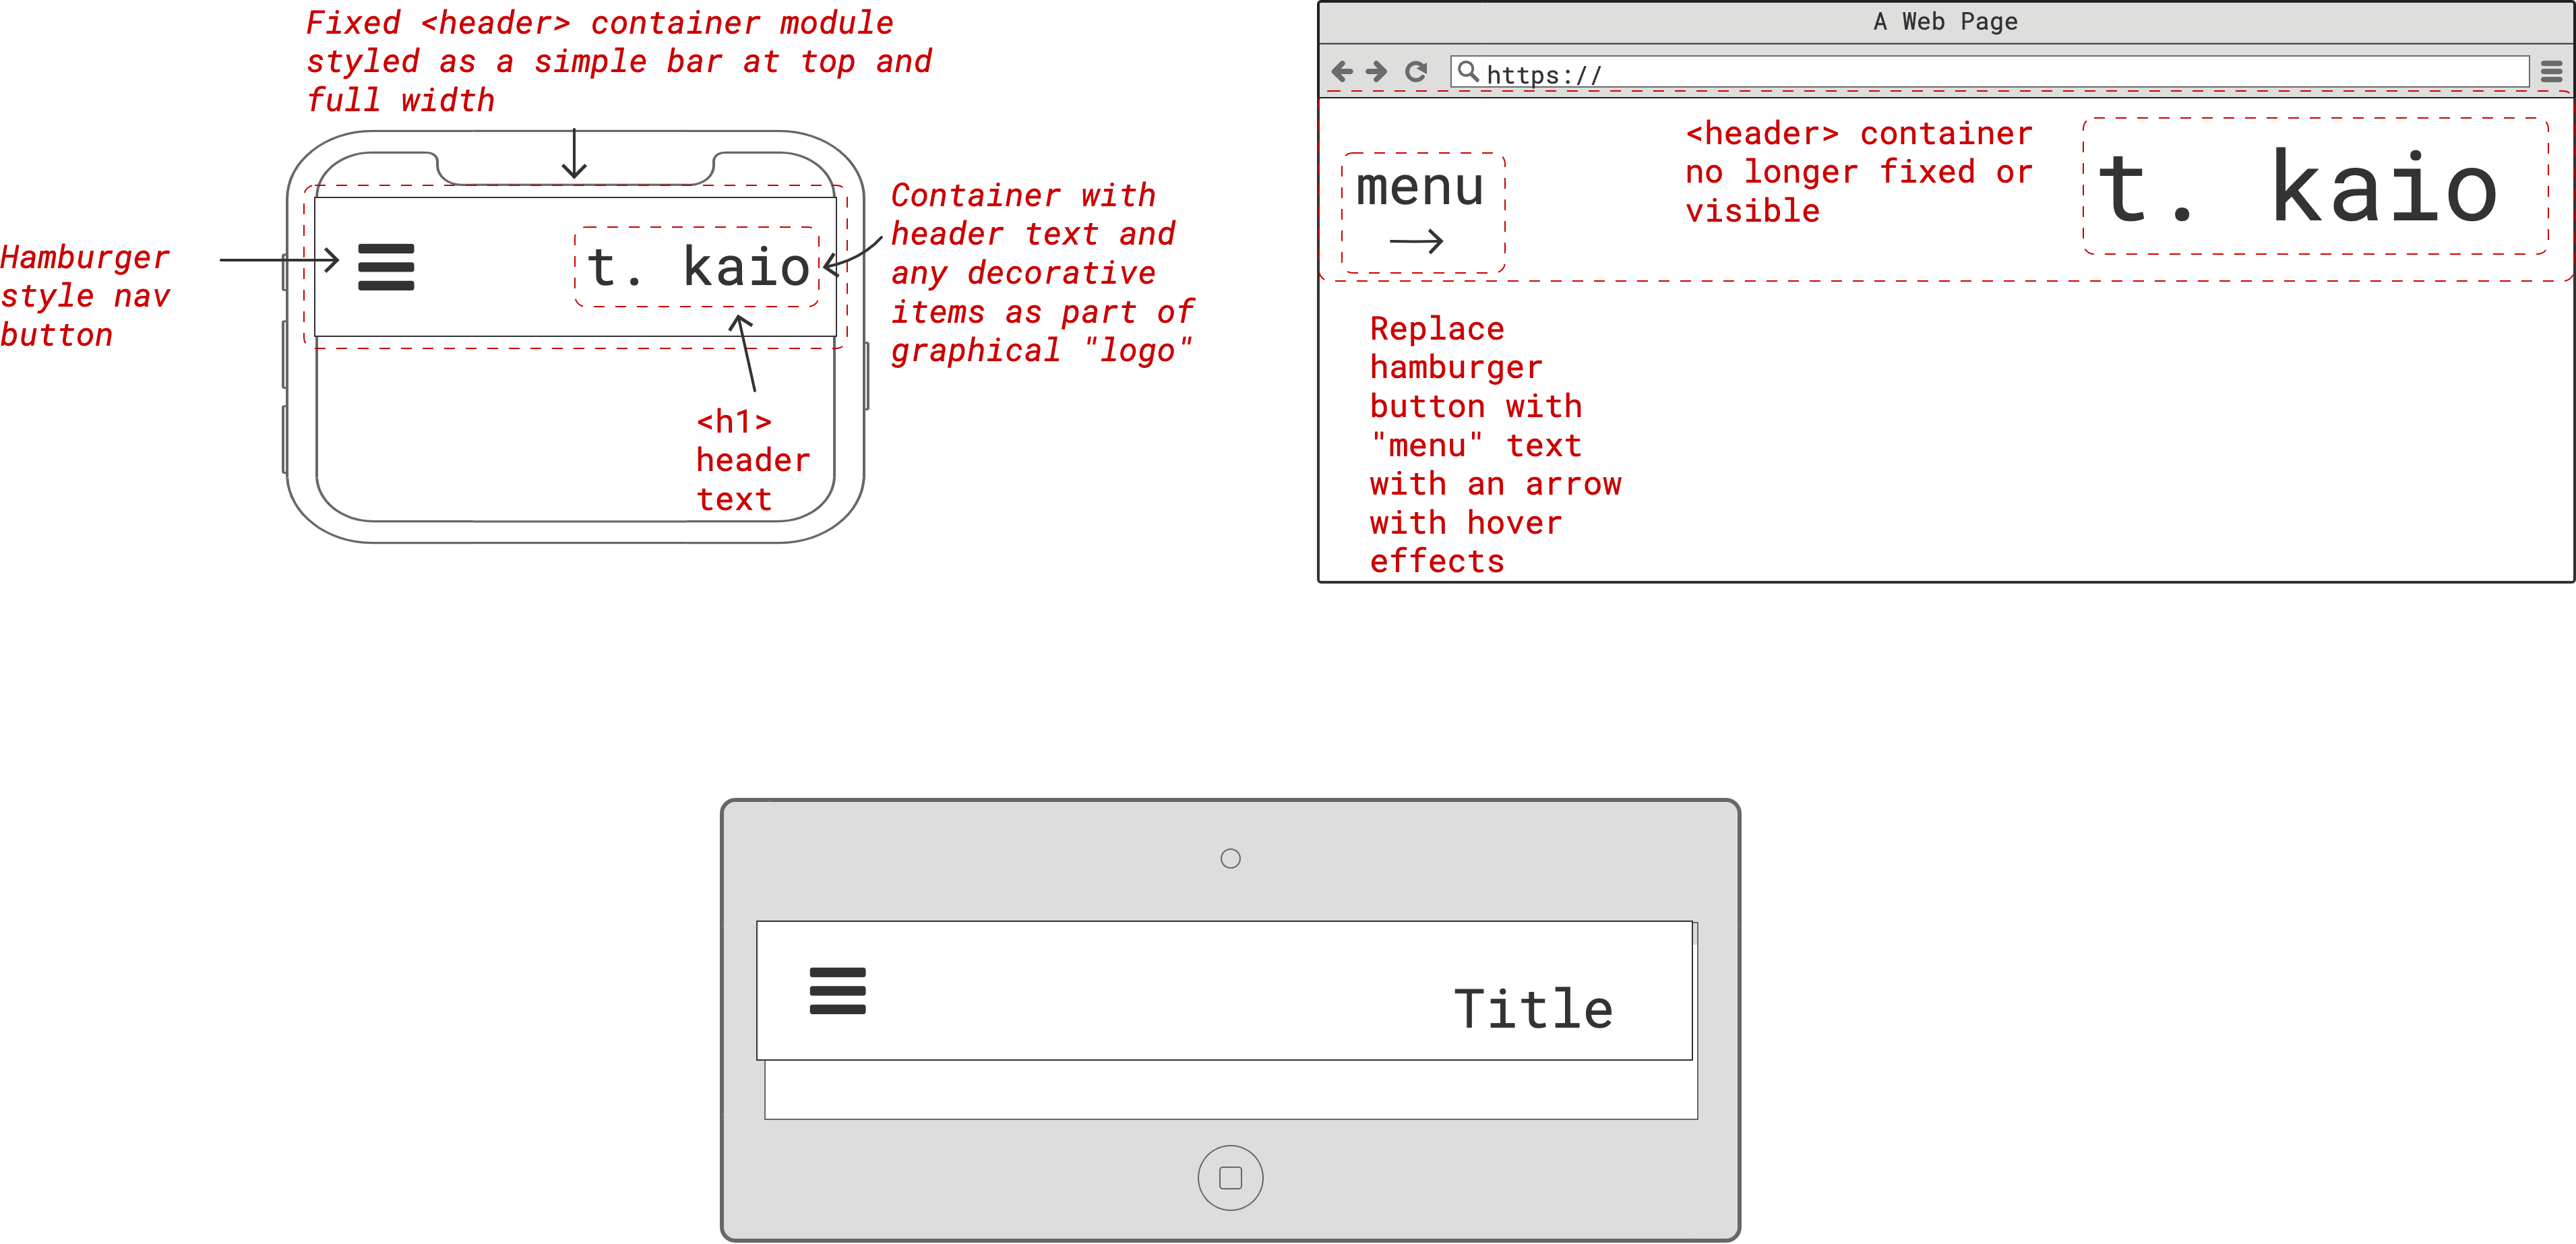 Fixed <header> container module
styled as a simple bar at top and
full width
Hamburger
style nav
button
t. kaio
Container with
header text and
any decorative
items as part of
graphical "logo"
<h1>
header
text
A Web Page
https://
menu
<header> container
no longer fixed or
visible
t. kaio
Replace
hamburger
button with
"menu" text
with an arrow
with hover
effects
Title